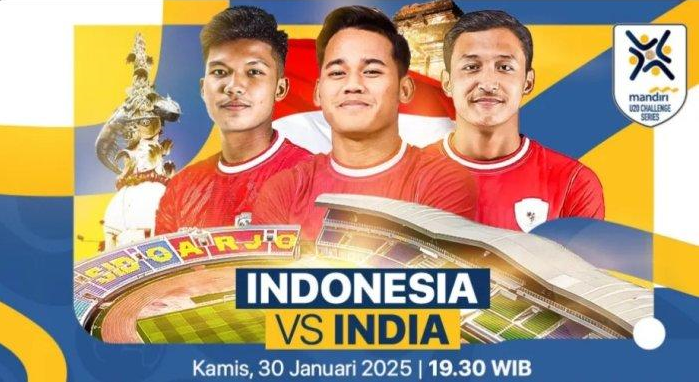 mandiri
U20 CHALLENGE
SERIES
SIDOARJO
INDONESIA
VS INDIA
Kamis, 30 Januari 2025 | 19.30 WIB